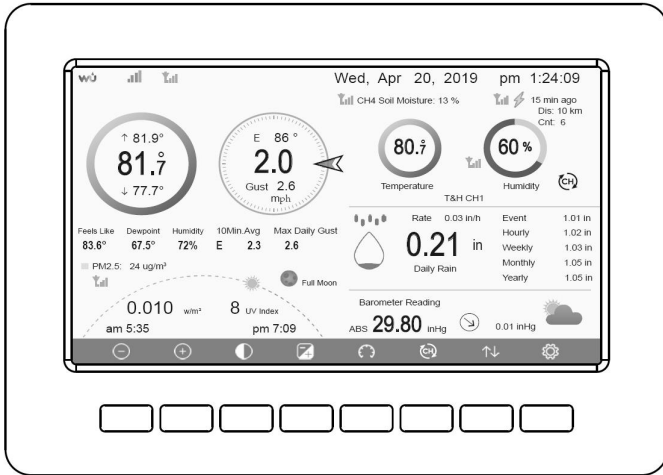 wu
Wed, Apr 20, 2019 pm 1:24:09
CH4 Soil Moisture: 13 %
15 min ago
Dis: 10 km
Cnt: 6
↑ 81.9°
81.7°
↓ 77.7°
E 86 °
2.0
Gust 2.6
mph
80.7°
Temperature
60 %
Humidity
CH
T&H CH1
Feels Like Dewpoint Humidity 10Min.Avg Max Daily Gust
83.6° 67.5° 72% E 2.3 2.6
PM2.5: 24 ug/m³
Full Moon
0.010 w/m² 8 UV Index
am 5:35 pm 7:09
Rate 0.03 in/h
0.21 in
Daily Rain
Event 1.01 in
Hourly 1.02 in
Weekly 1.03 in
Monthly 1.05 in
Yearly 1.05 in
Barometer Reading
ABS 29.80 inHg 0.01 inHg
CH